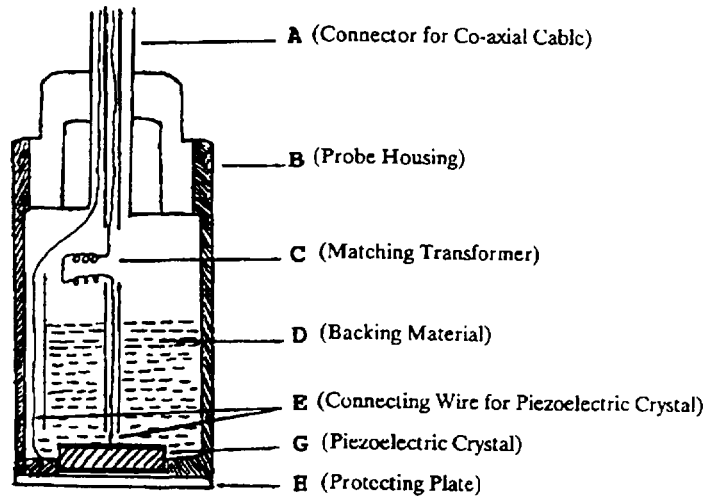 A (Connector for Co-axial Cable)
B (Probe Housing)
C (Matching Transformer)
D (Backing Material)
E (Connecting Wire for Piezoelectric Crystal)
G (Piezoelectric Crystal)
H (Protecting Plate)